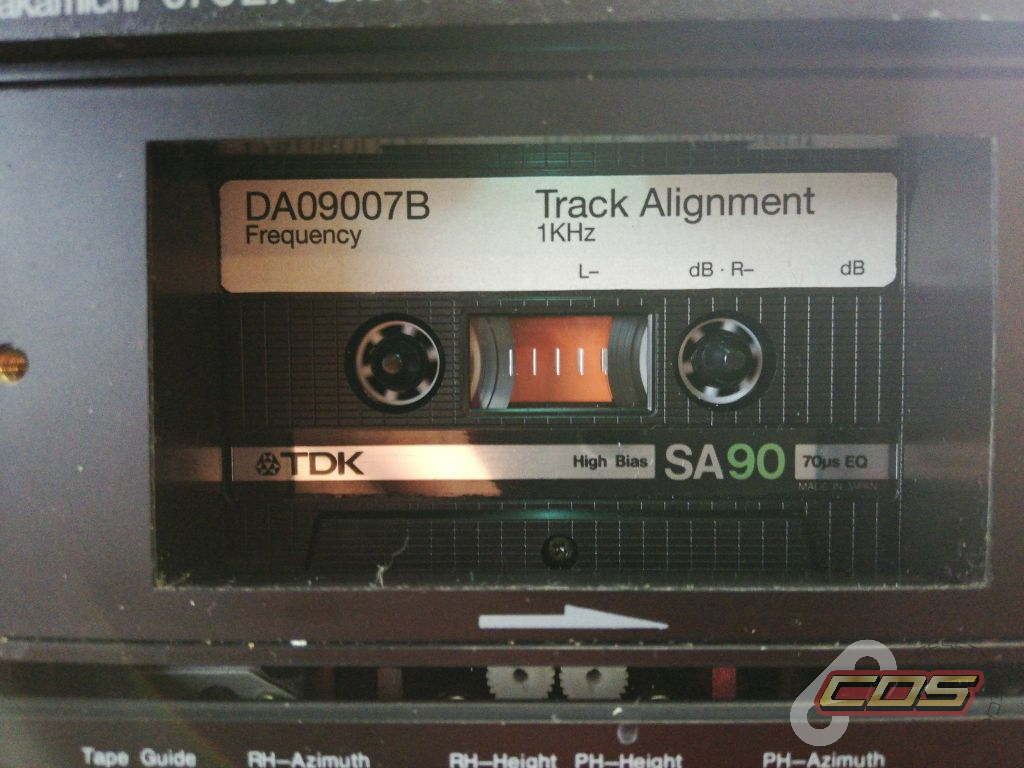 DA09007B Track Alignment
Frequency 1KHz
L– dB · R– dB
TDK High Bias SA90 70µs EQ
MADE IN JAPAN
CDS
Tape Guide RH–Azimuth RH–Height PH–Height PH–Azimuth